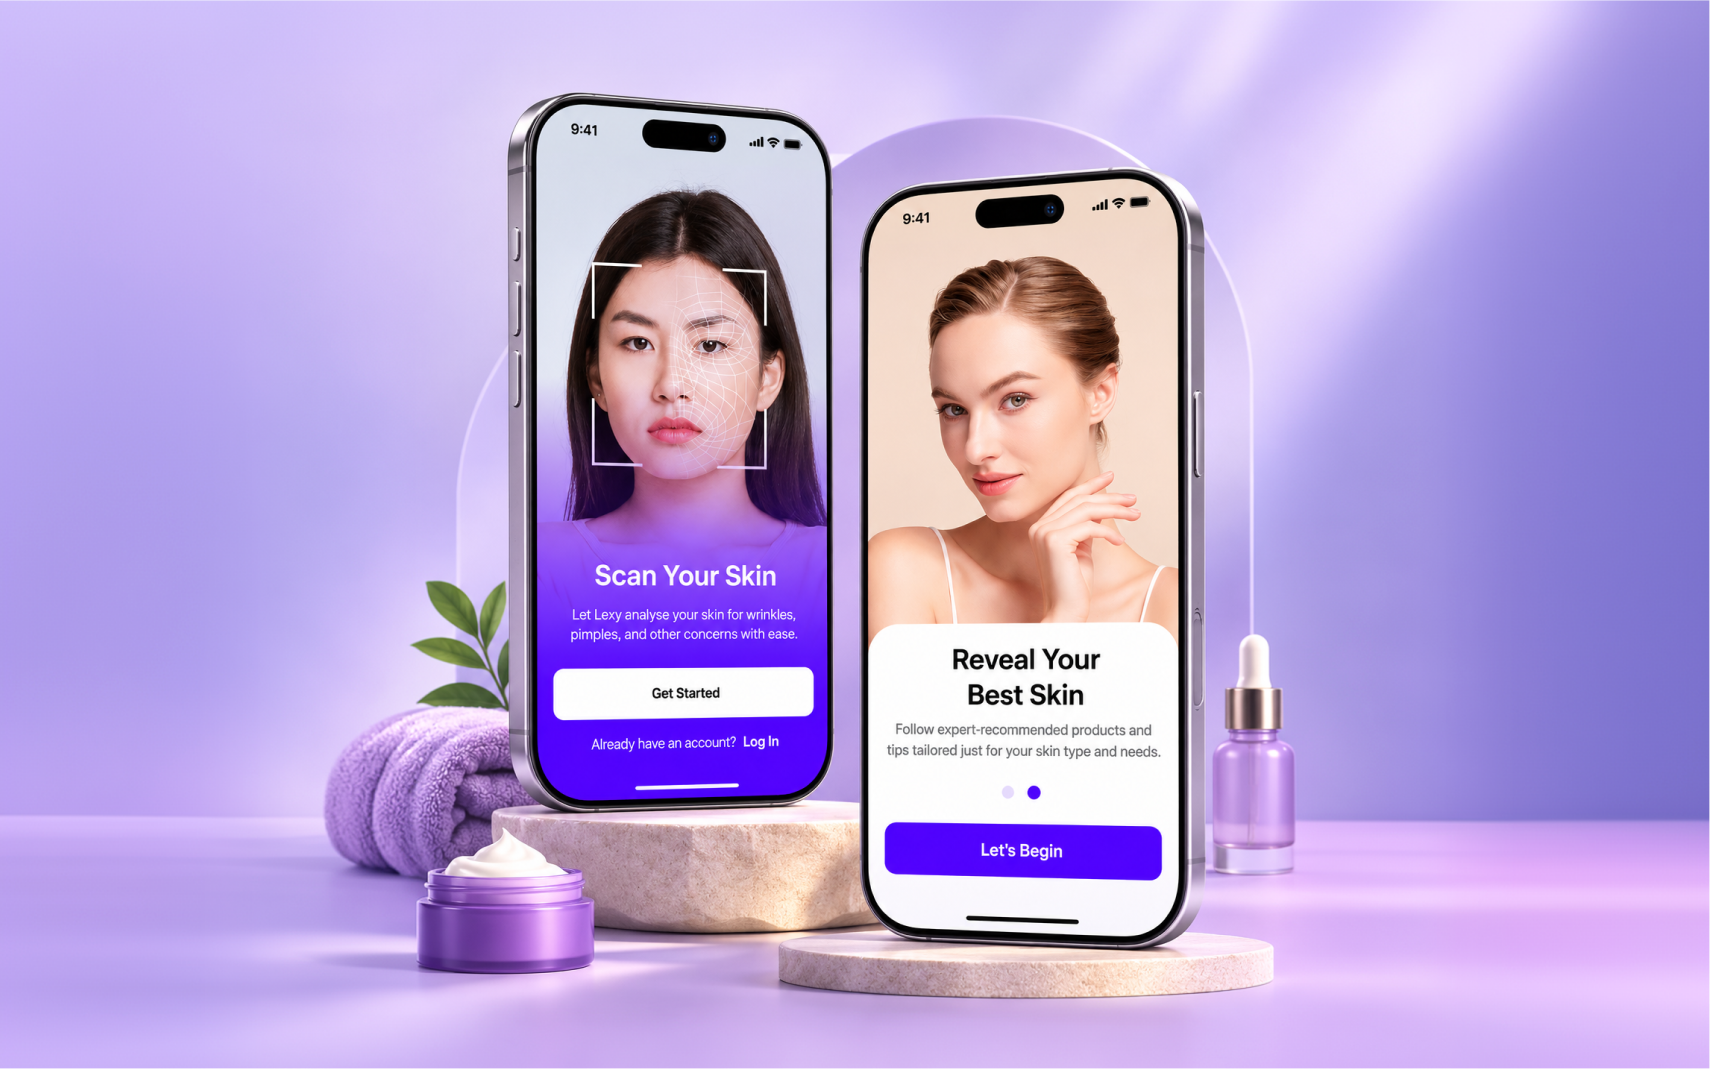 9:41
Scan Your Skin
Let Lexy analyse your skin for wrinkles,
pimples, and other concerns with ease.
Get Started
Already have an account? Log In
9:41
Reveal Your
Best Skin
Follow expert-recommended products and
tips tailored just for your skin type and needs.
Let's Begin